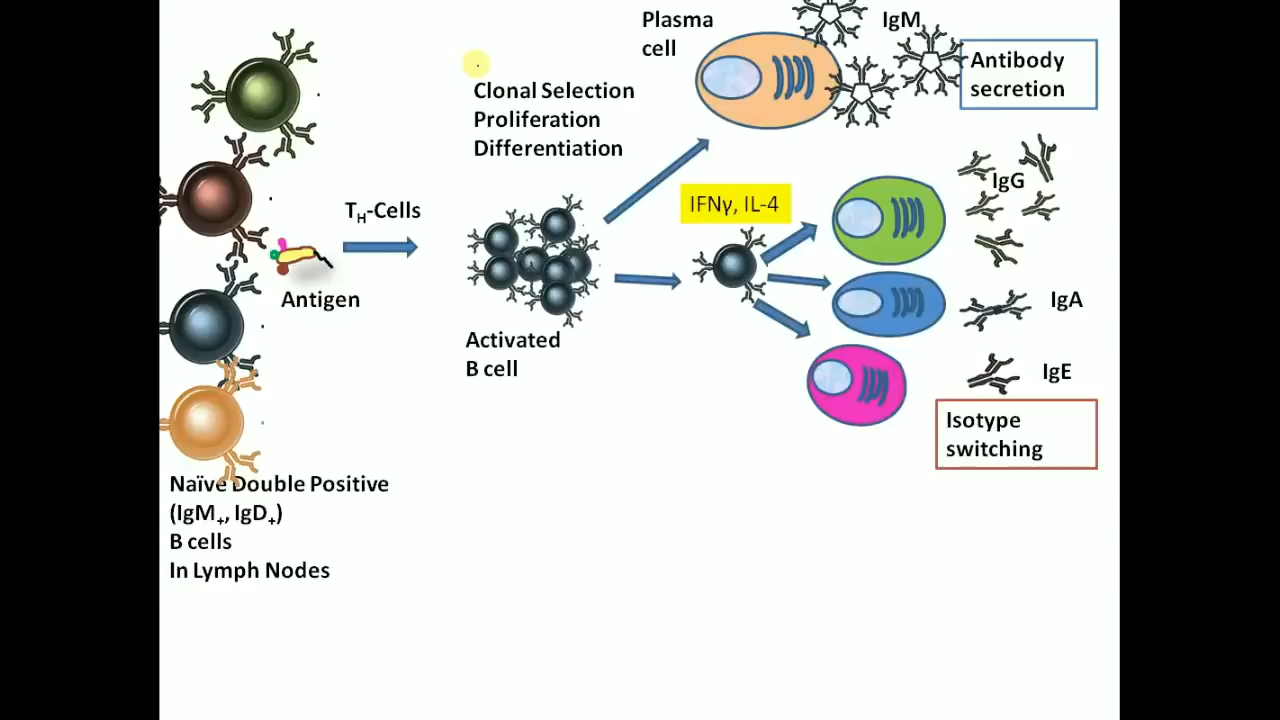 Plasma
cell
IgM
Antibody
secretion
Clonal Selection
Proliferation
Differentiation
T_H-Cells
IFNγ, IL-4
IgG
Antigen
IgA
Activated
B cell
IgE
Isotype
switching
Naïve Double Positive
(IgM₊, IgD₊)
B cells
In Lymph Nodes